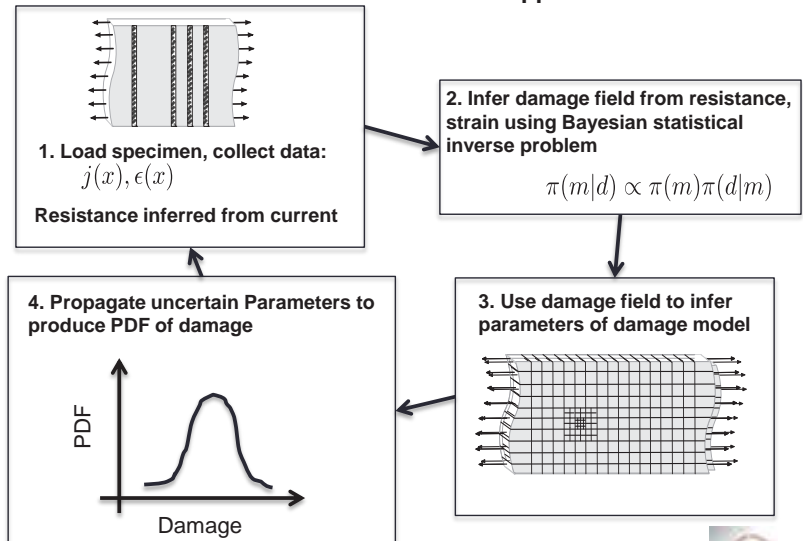 1. Load specimen, collect data:
j(x), ϵ(x)
Resistance inferred from current
2. Infer damage field from resistance,
strain using Bayesian statistical
inverse problem
π(m|d) ∝ π(m)π(d|m)
3. Use damage field to infer
parameters of damage model
4. Propagate uncertain Parameters to
produce PDF of damage
PDF
Damage